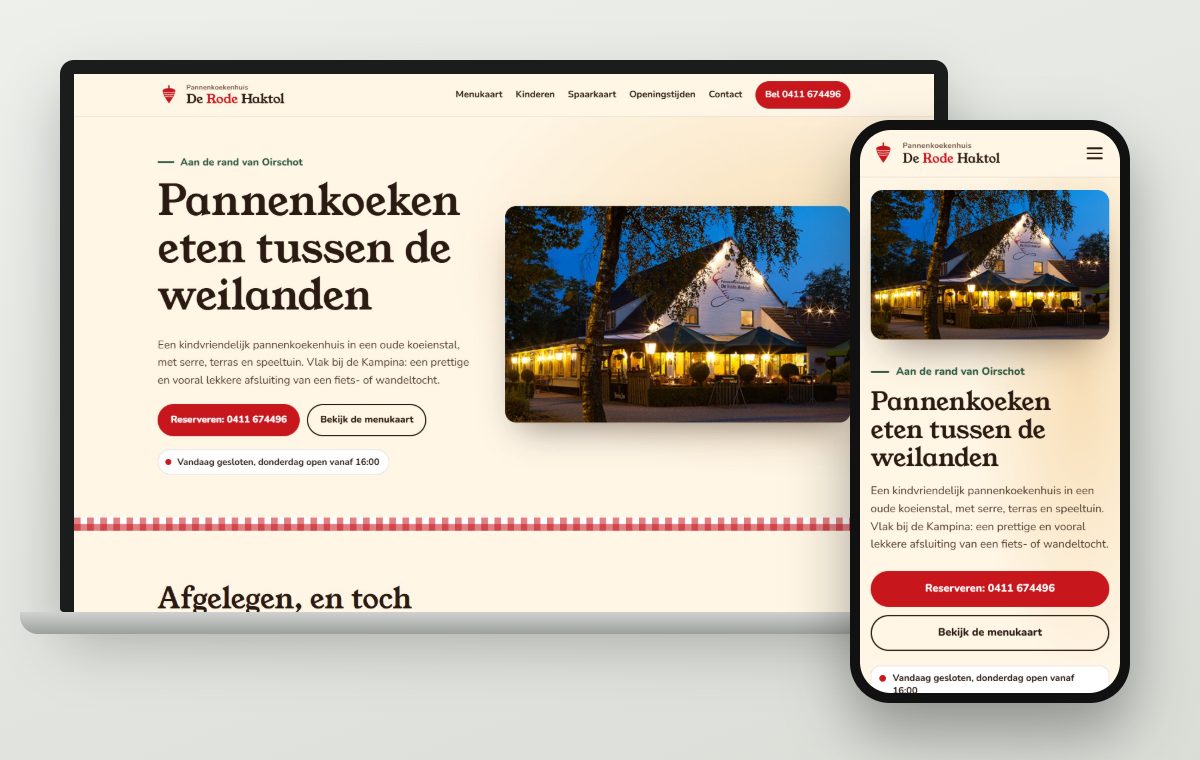 Pannenkoekenhuis
De Rode Haktol
Menukaart Kinderen Spaarkaart Openingstijden Contact Bel 0411 674496
Aan de rand van Oirschot
Pannenkoeken
eten tussen de
weilanden
Een kindvriendelijk pannenkoekenhuis in een oude koeienstal,
met serre, terras en speeltuin. Vlak bij de Kampina: een prettige
en vooral lekkere afsluiting van een fiets- of wandeltocht.
Reserveren: 0411 674496 Bekijk de menukaart
Vandaag gesloten, donderdag open vanaf 16:00
De Rode Haktol
Afgelegen, en toch
Pannenkoekenhuis
De Rode Haktol
Aan de rand van Oirschot
Pannenkoeken
eten tussen de
weilanden
Een kindvriendelijk pannenkoekenhuis in een
oude koeienstal, met serre, terras en speeltuin.
Vlak bij de Kampina: een prettige en vooral
lekkere afsluiting van een fiets- of wandeltocht.
Reserveren: 0411 674496
Bekijk de menukaart
Vandaag gesloten, donderdag open vanaf
16:00